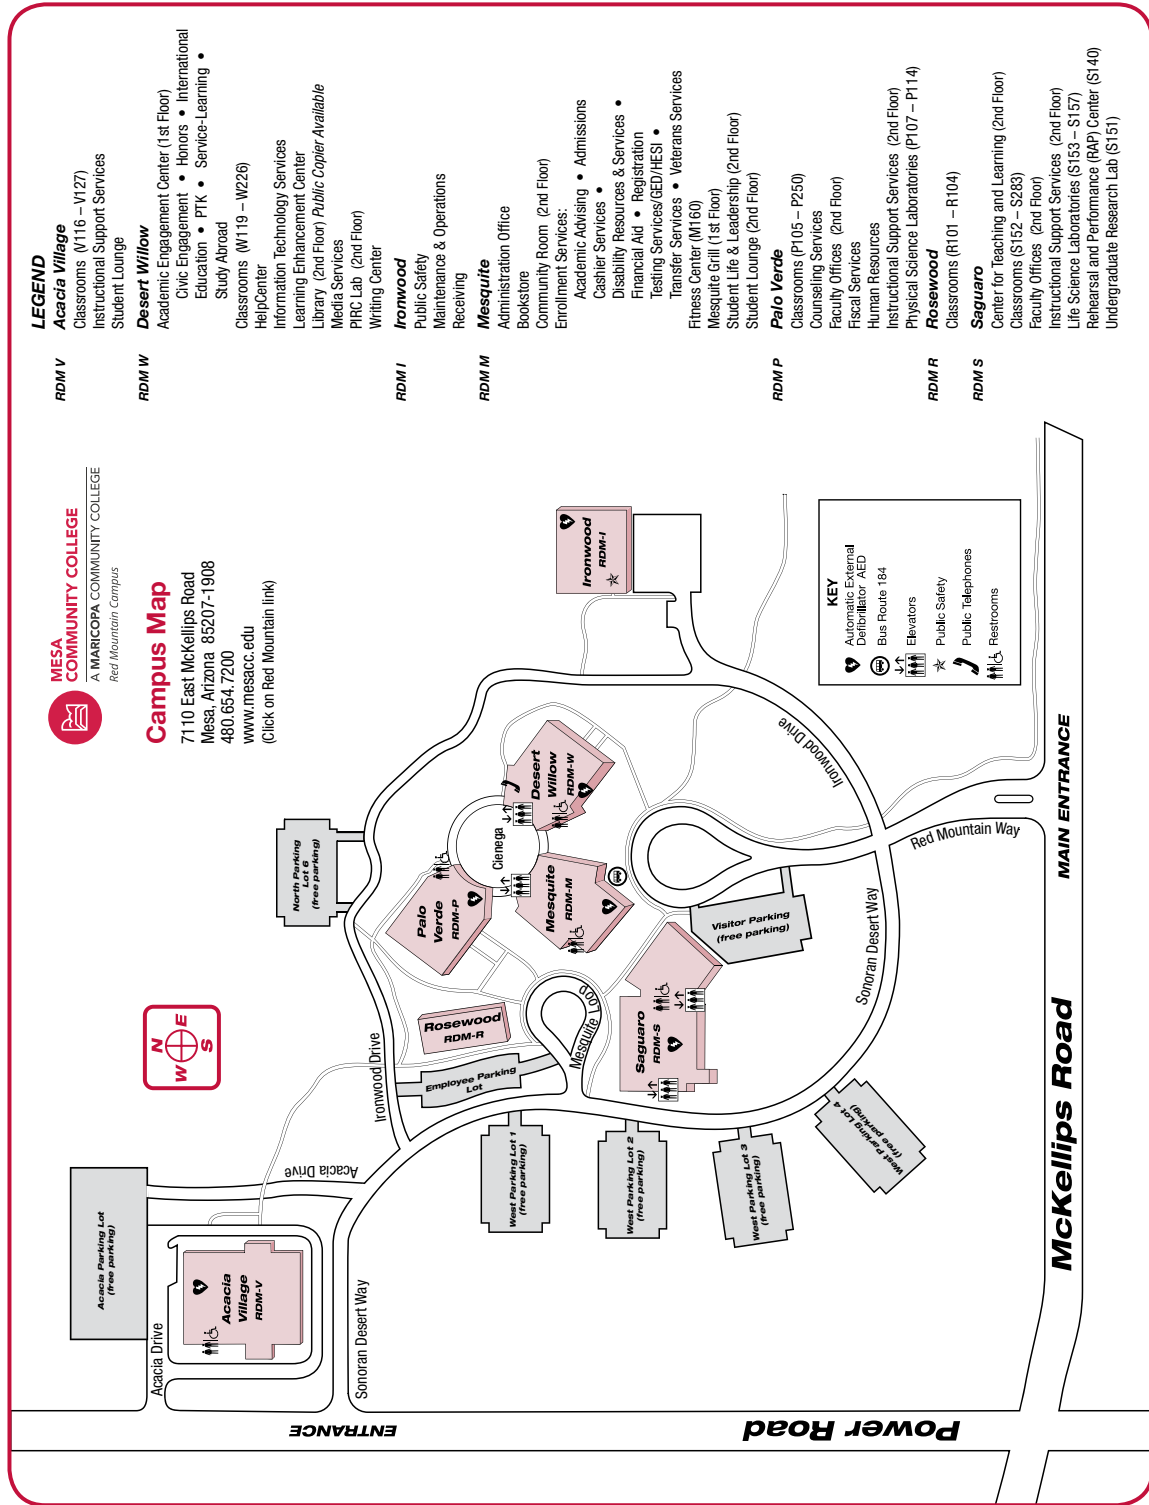 MESA
COMMUNITY COLLEGE
A MARICOPA COMMUNITY COLLEGE
Red Mountain Campus
Campus Map
7110 East McKellips Road
Mesa, Arizona 85207-1908
480.654.7200
www.mesacc.edu
(Click on Red Mountain link)
LEGEND
RDM V Acacia Village
Classrooms (V116 – V127)
Instructional Support Services
Student Lounge
RDM W Desert Willow
Academic Engagement Center (1st Floor)
Civic Engagement • Honors • International
Education • PTK • Service-Learning •
Study Abroad
Classrooms (W119 – W226)
HelpCenter
Information Technology Services
Learning Enhancement Center
Library (2nd Floor) Public Copier Available
Media Services
PIRC Lab (2nd Floor)
Writing Center
RDM I Ironwood
Public Safety
Maintenance & Operations
Receiving
RDM M Mesquite
Administration Office
Bookstore
Community Room (2nd Floor)
Enrollment Services:
Academic Advising • Admissions
Cashier Services •
Disability Resources & Services •
Financial Aid • Registration
Testing Services/GED/HESI •
Transfer Services • Veterans Services
Fitness Center (M160)
Mesquite Grill (1st Floor)
Student Life & Leadership (2nd Floor)
Student Lounge (2nd Floor)
RDM P Palo Verde
Classrooms (P105 – P250)
Counseling Services
Faculty Offices (2nd Floor)
Fiscal Services
Human Resources
Instructional Support Services (2nd Floor)
Physical Science Laboratories (P107 – P114)
RDM R Rosewood
Classrooms (R101 – R104)
RDM S Saguaro
Center for Teaching and Learning (2nd Floor)
Classrooms (S152 – S283)
Faculty Offices (2nd Floor)
Instructional Support Services (2nd Floor)
Life Science Laboratories (S153 – S157)
Rehearsal and Performance (RAP) Center (S140)
Undergraduate Research Lab (S151)
N
W E
S
Acacia Parking Lot
(free parking)
Acacia Drive
Acacia
Village
RDM-V
Acacia Drive
Sonoran Desert Way
ENTRANCE
Power Road
Ironwood Drive
North Parking
Lot 6
(free parking)
Employee Parking
Lot
Rosewood
RDM-R
Palo
Verde
RDM-P
Cienega
Desert
Willow
RDM-W
Mesquite
RDM-M
Mesquite Loop
Saguaro
RDM-S
Visitor Parking
(free parking)
West Parking Lot 1
(free parking)
West Parking Lot 2
(free parking)
West Parking Lot 3
(free parking)
West Parking Lot 4
(free parking)
Sonoran Desert Way
Ironwood Drive
Red Mountain Way
Ironwood
RDM-I
KEY
Automatic External
Defibrillator AED
Bus Route 184
Elevators
Public Safety
Public Telephones
Restrooms
MAIN ENTRANCE
McKellips Road